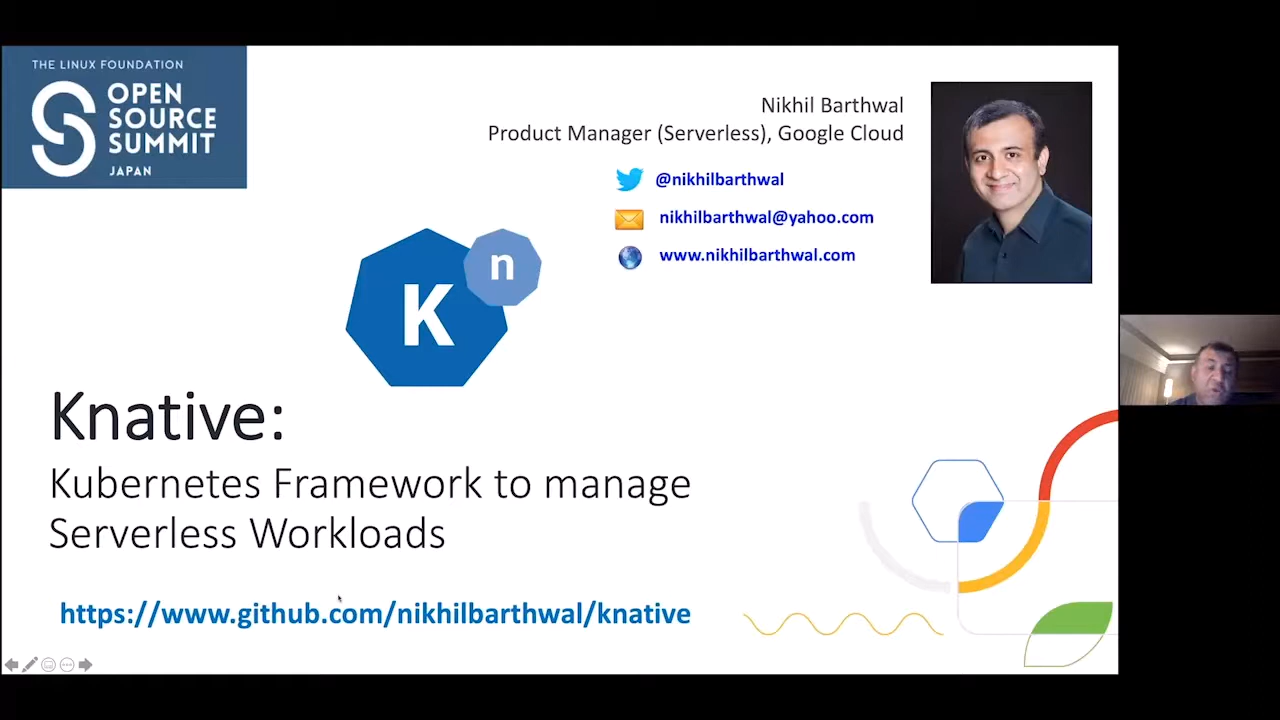 THE LINUX FOUNDATION
OPEN
SOURCE
SUMMIT
JAPAN
Nikhil Barthwal
Product Manager (Serverless), Google Cloud
@nikhilbarthwal
nikhilbarthwal@yahoo.com
www.nikhilbarthwal.com
K
n
Knative:
Kubernetes Framework to manage
Serverless Workloads
https://www.github.com/nikhilbarthwal/knative